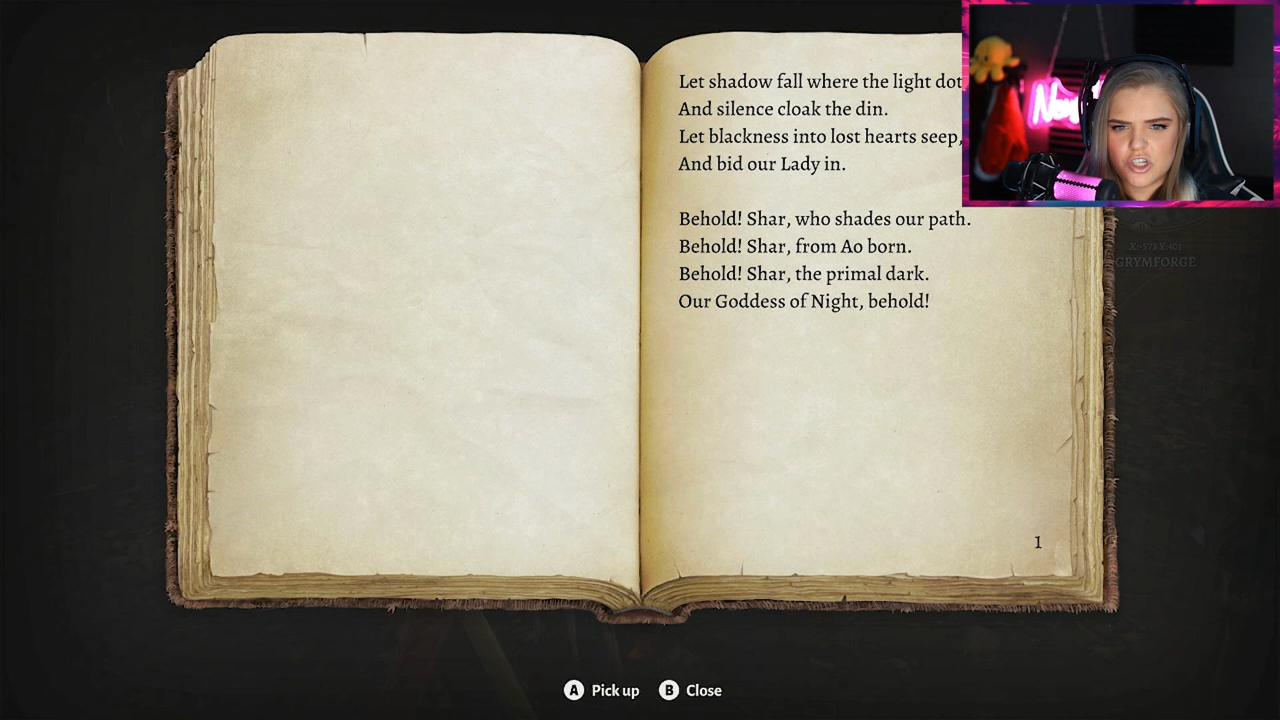 Let shadow fall where the light
And silence cloak the din.
Let blackness into lost hearts seep,
And bid our Lady in.
Behold! Shar, who shades our path.
Behold! Shar, from Ao born.
Behold! Shar, the primal dark.
Our Goddess of Night, behold!
1
GRYMFORGE
A Pick up B Close